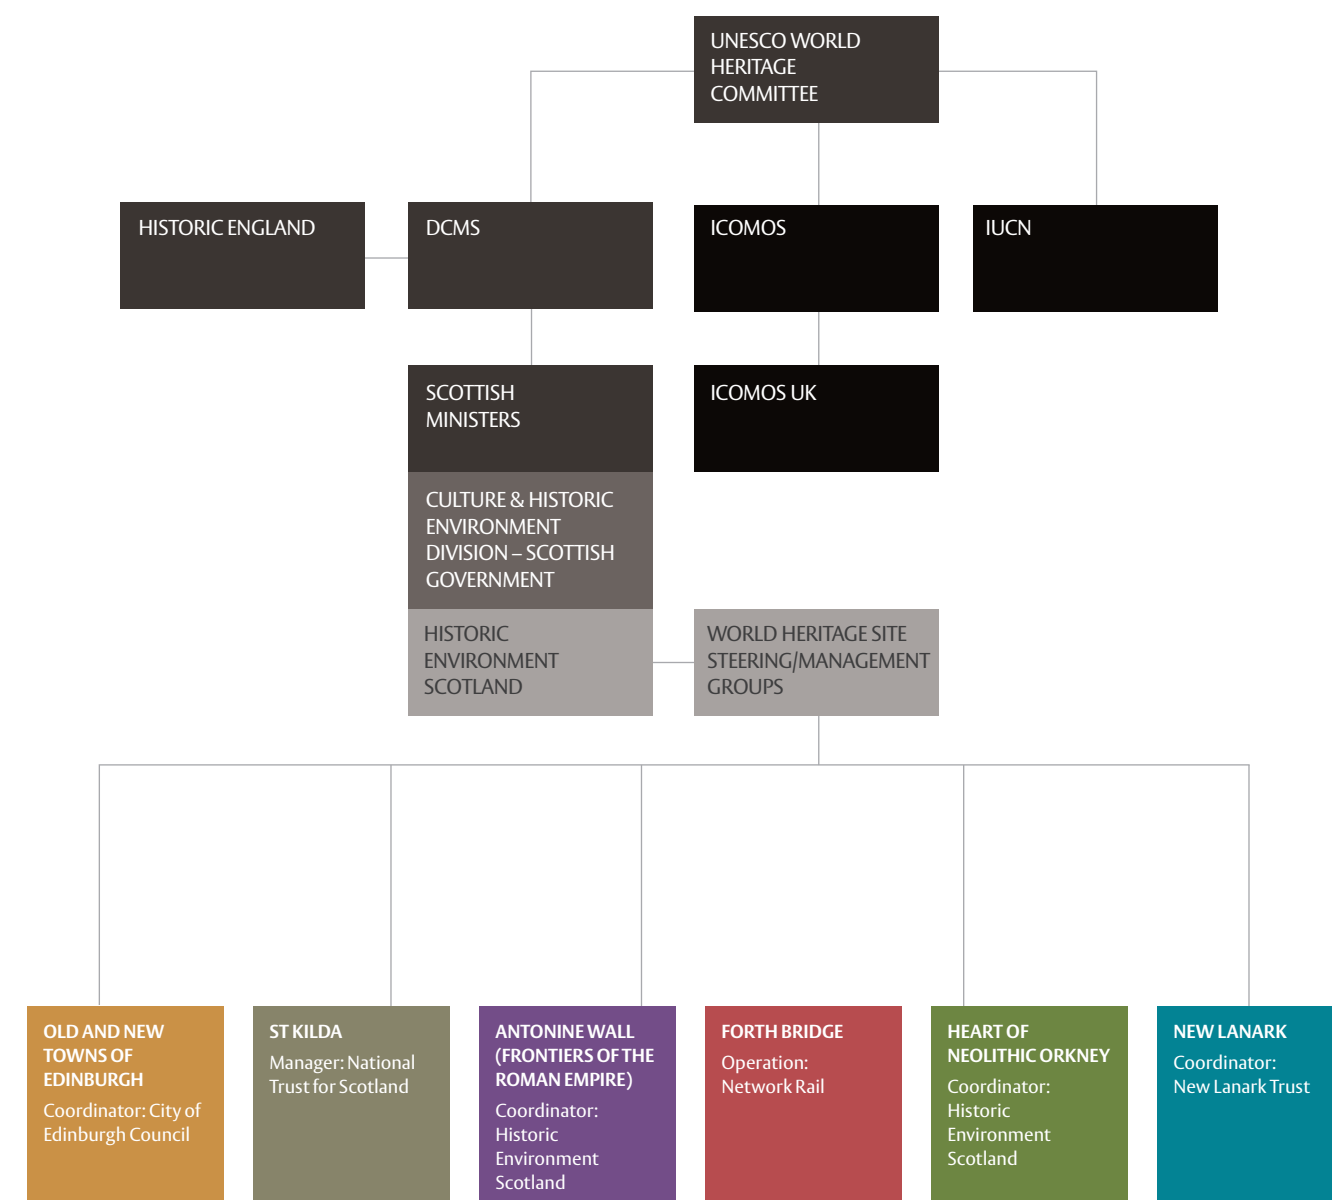 UNESCO WORLD
HERITAGE
COMMITTEE
HISTORIC ENGLAND
DCMS
ICOMOS
IUCN
SCOTTISH
MINISTERS
ICOMOS UK
CULTURE & HISTORIC
ENVIRONMENT
DIVISION – SCOTTISH
GOVERNMENT
HISTORIC
ENVIRONMENT
SCOTLAND
WORLD HERITAGE SITE
STEERING/MANAGEMENT
GROUPS
OLD AND NEW
TOWNS OF
EDINBURGH
Coordinator: City of
Edinburgh Council
ST KILDA
Manager: National
Trust for Scotland
ANTONINE WALL
(FRONTIERS OF THE
ROMAN EMPIRE)
Coordinator:
Historic
Environment
Scotland
FORTH BRIDGE
Operation:
Network Rail
HEART OF
NEOLITHIC ORKNEY
Coordinator:
Historic
Environment
Scotland
NEW LANARK
Coordinator:
New Lanark Trust